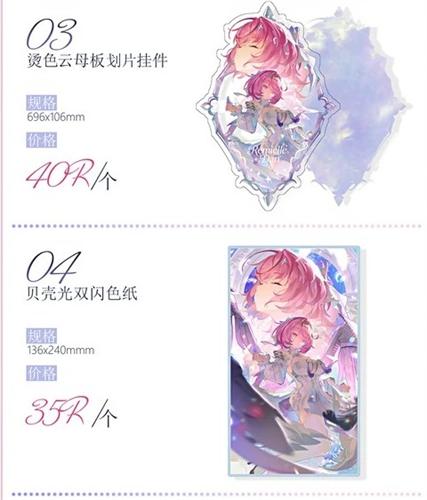 03
烫色云母板划片挂件
规格
696x106mm
价格
40R/个
04
贝壳光双闪色纸
规格
136x240mmm
价格
35R/个